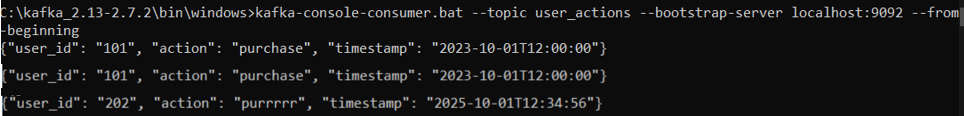 C:\kafka_2.13-2.7.2\bin\windows>kafka-console-consumer.bat --topic user_actions --bootstrap-server localhost:9092 --from
-beginning
{"user_id": "101", "action": "purchase", "timestamp": "2023-10-01T12:00:00"}
{"user_id": "101", "action": "purchase", "timestamp": "2023-10-01T12:00:00"}
{"user_id": "202", "action": "purrrrr", "timestamp": "2025-10-01T12:34:56"}